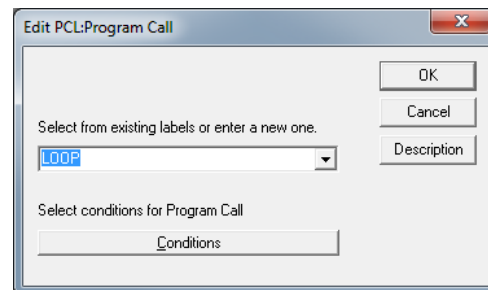 Edit PCL:Program Call
OK
Cancel
Select from existing labels or enter a new one.
Description
LOOP
Select conditions for Program Call
Conditions